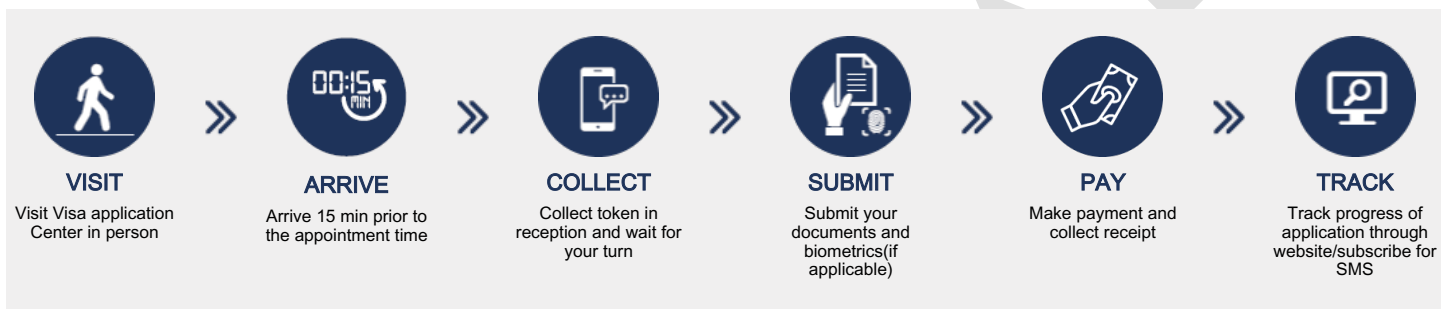 00:15
MIN
VISIT
Visit Visa application
Center in person
ARRIVE
Arrive 15 min prior to
the appointment time
COLLECT
Collect token in
reception and wait for
your turn
SUBMIT
Submit your
documents and
biometrics(if
applicable)
PAY
Make payment and
collect receipt
TRACK
Track progress of
application through
website/subscribe for
SMS